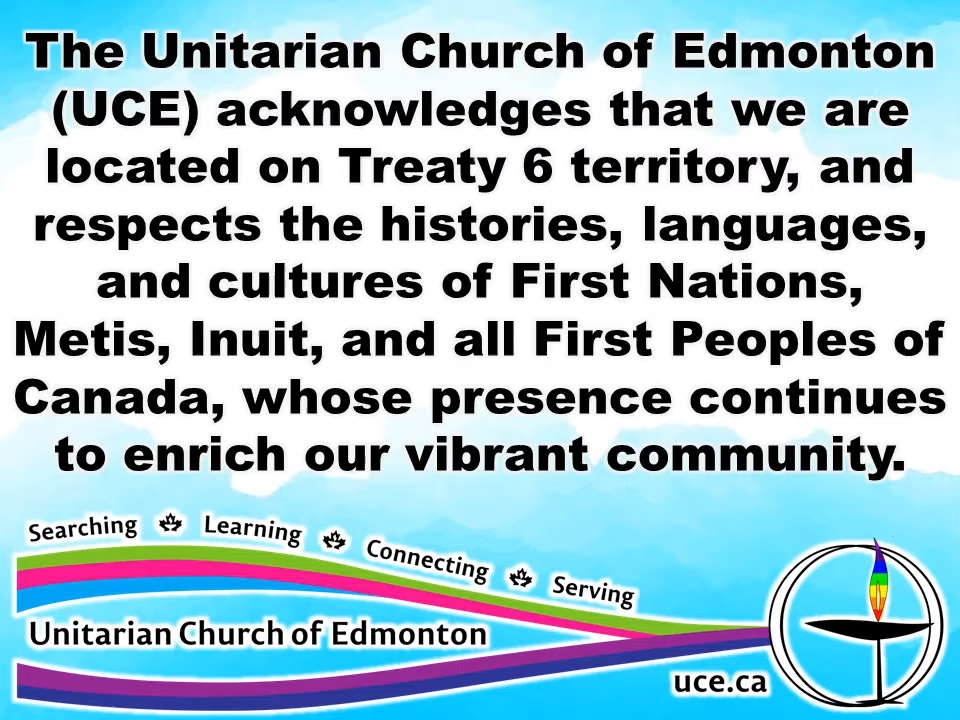 The Unitarian Church of Edmonton
(UCE) acknowledges that we are
located on Treaty 6 territory, and
respects the histories, languages,
and cultures of First Nations,
Metis, Inuit, and all First Peoples of
Canada, whose presence continues
to enrich our vibrant community.
Searching Learning Connecting Serving
Unitarian Church of Edmonton
uce.ca